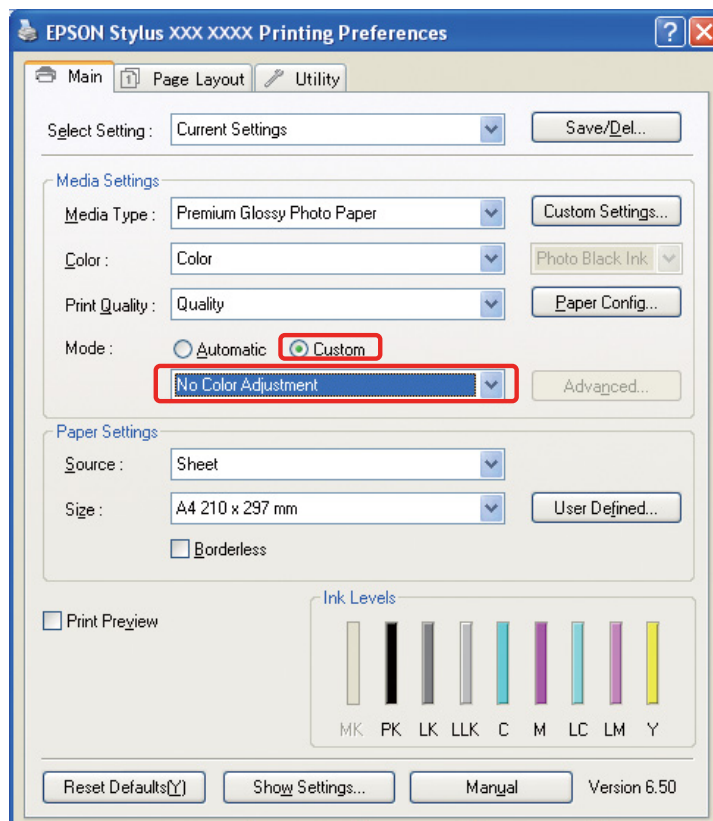 EPSON Stylus XXX XXXX Printing Preferences
?
Main
1
Page Layout
Utility
Select Setting :
Current Settings
Save/Del...
Media Settings
Media Type :
Premium Glossy Photo Paper
Custom Settings...
Color :
Color
Photo Black Ink
Print Quality :
Quality
Paper Config...
Mode :
Automatic
Custom
No Color Adjustment
Advanced...
Paper Settings
Source :
Sheet
Size :
A4 210 x 297 mm
User Defined...
Borderless
Print Preview
Ink Levels
MK PK LK LLK C M LC LM Y
Reset Defaults(Y)
Show Settings...
Manual
Version 6.50